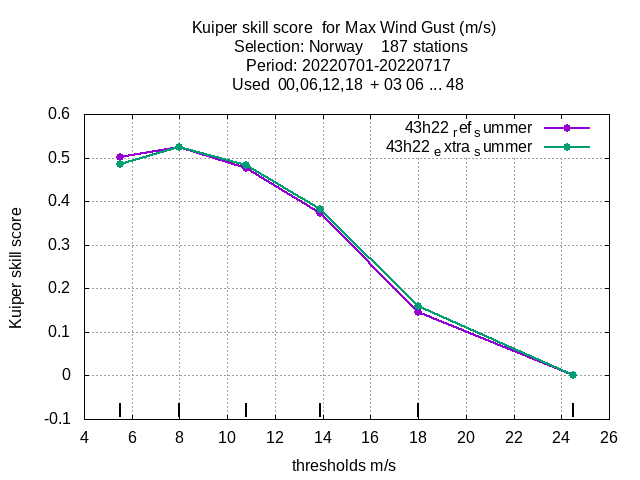 Kuiper skill score for Max Wind Gust (m/s)
Selection: Norway 187 stations
Period: 20220701-20220717
Used 00,06,12,18 + 03 06 ... 48
43h22 ref summer
43h22 extra summer
0.6
0.5
0.4
0.3
0.2
0.1
0
-0.1
Kuiper skill score
4 6 8 10 12 14 16 18 20 22 24 26
thresholds m/s